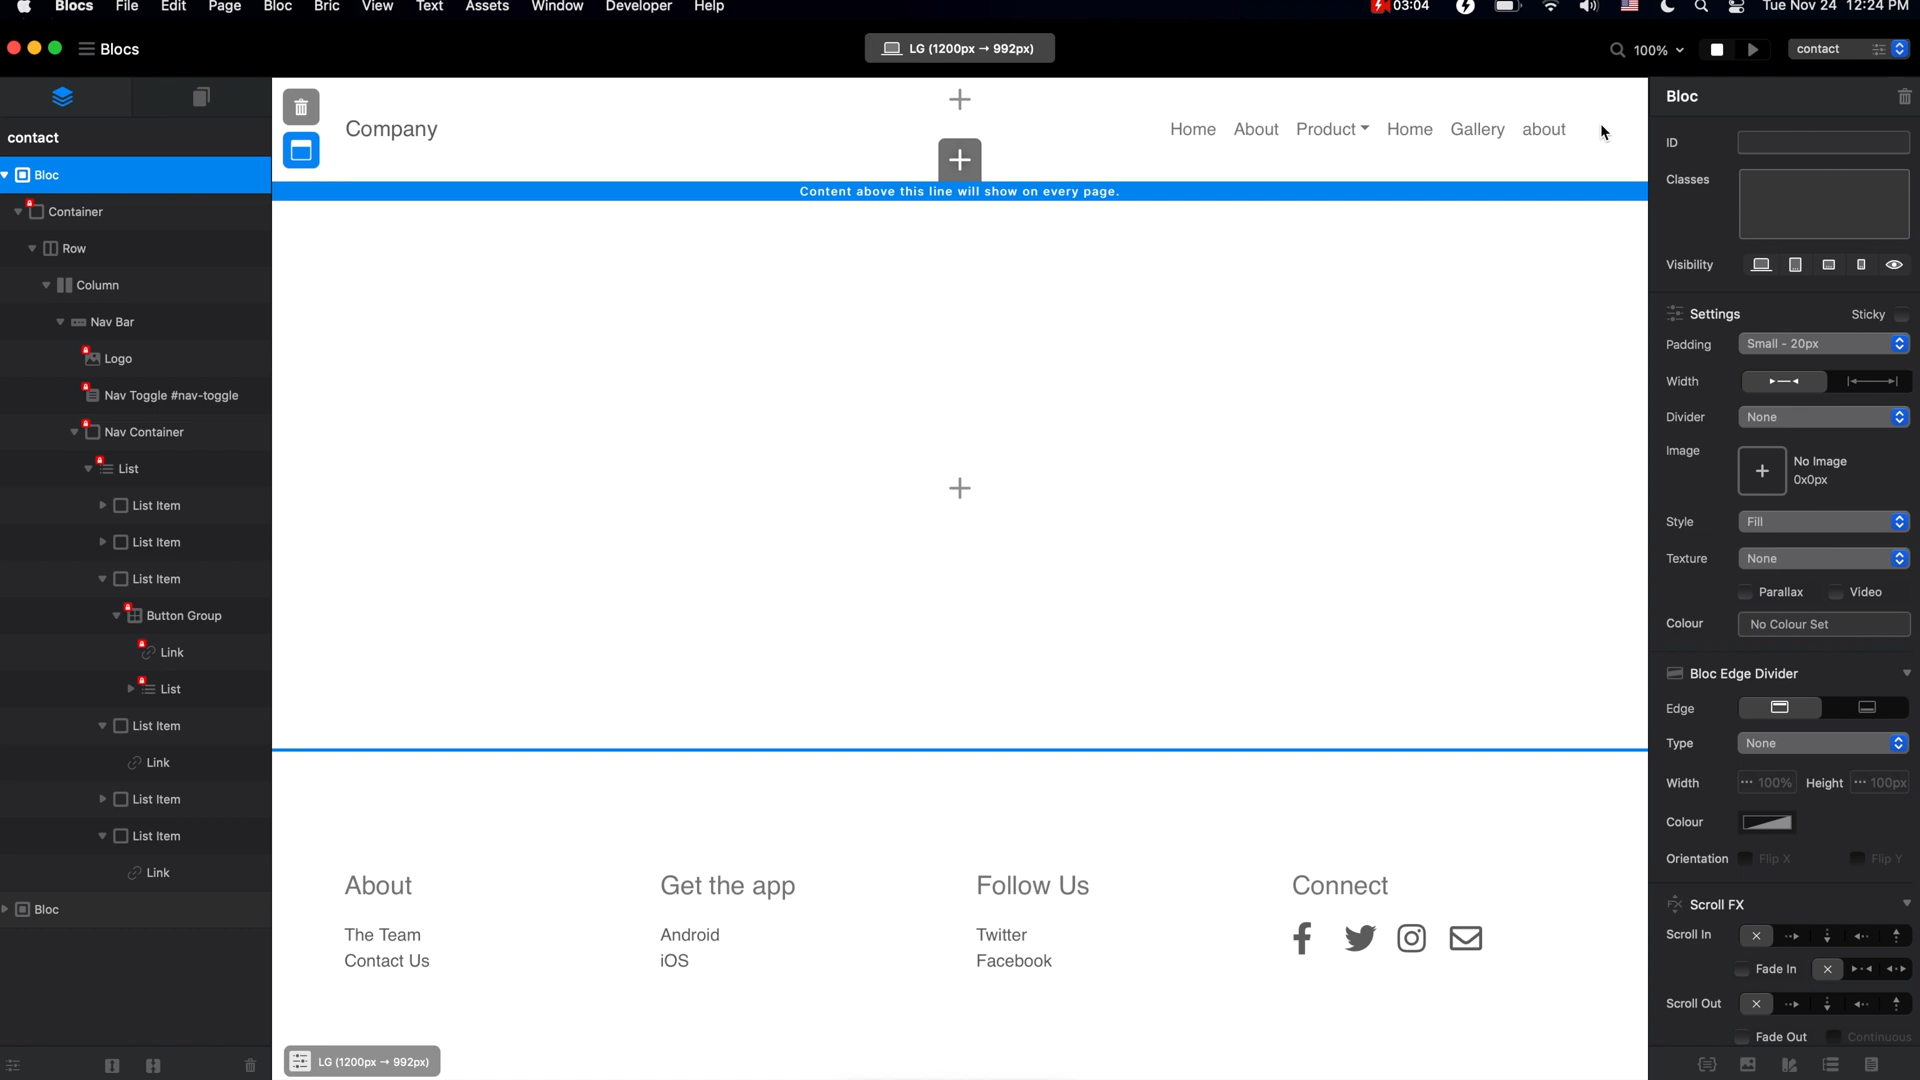 Blocs File Edit Page Bloc Bric View Text Assets Window Developer Help 03:04 Tue Nov 24 12:24 PM
Blocs LG (1200px → 992px) 100% contact
contact
Bloc
Container
Row
Column
Nav Bar
Logo
Nav Toggle #nav-toggle
Nav Container
List
List Item
List Item
List Item
Button Group
Link
List
List Item
Link
List Item
List Item
Link
Bloc
Company Home About Product Home Gallery about
Content above this line will show on every page.
About Get the app Follow Us Connect
The Team Android Twitter
Contact Us iOS Facebook
LG (1200px → 992px)
Bloc
ID
Classes
Visibility
Settings Sticky
Padding Small - 20px
Width
Divider None
Image No Image
0x0px
Style Fill
Texture None
Parallax Video
Colour No Colour Set
Bloc Edge Divider
Edge
Type None
Width 100% Height 100px
Colour
Orientation Flip X Flip Y
FX Scroll FX
Scroll In
Fade In
Scroll Out
Fade Out Continuous